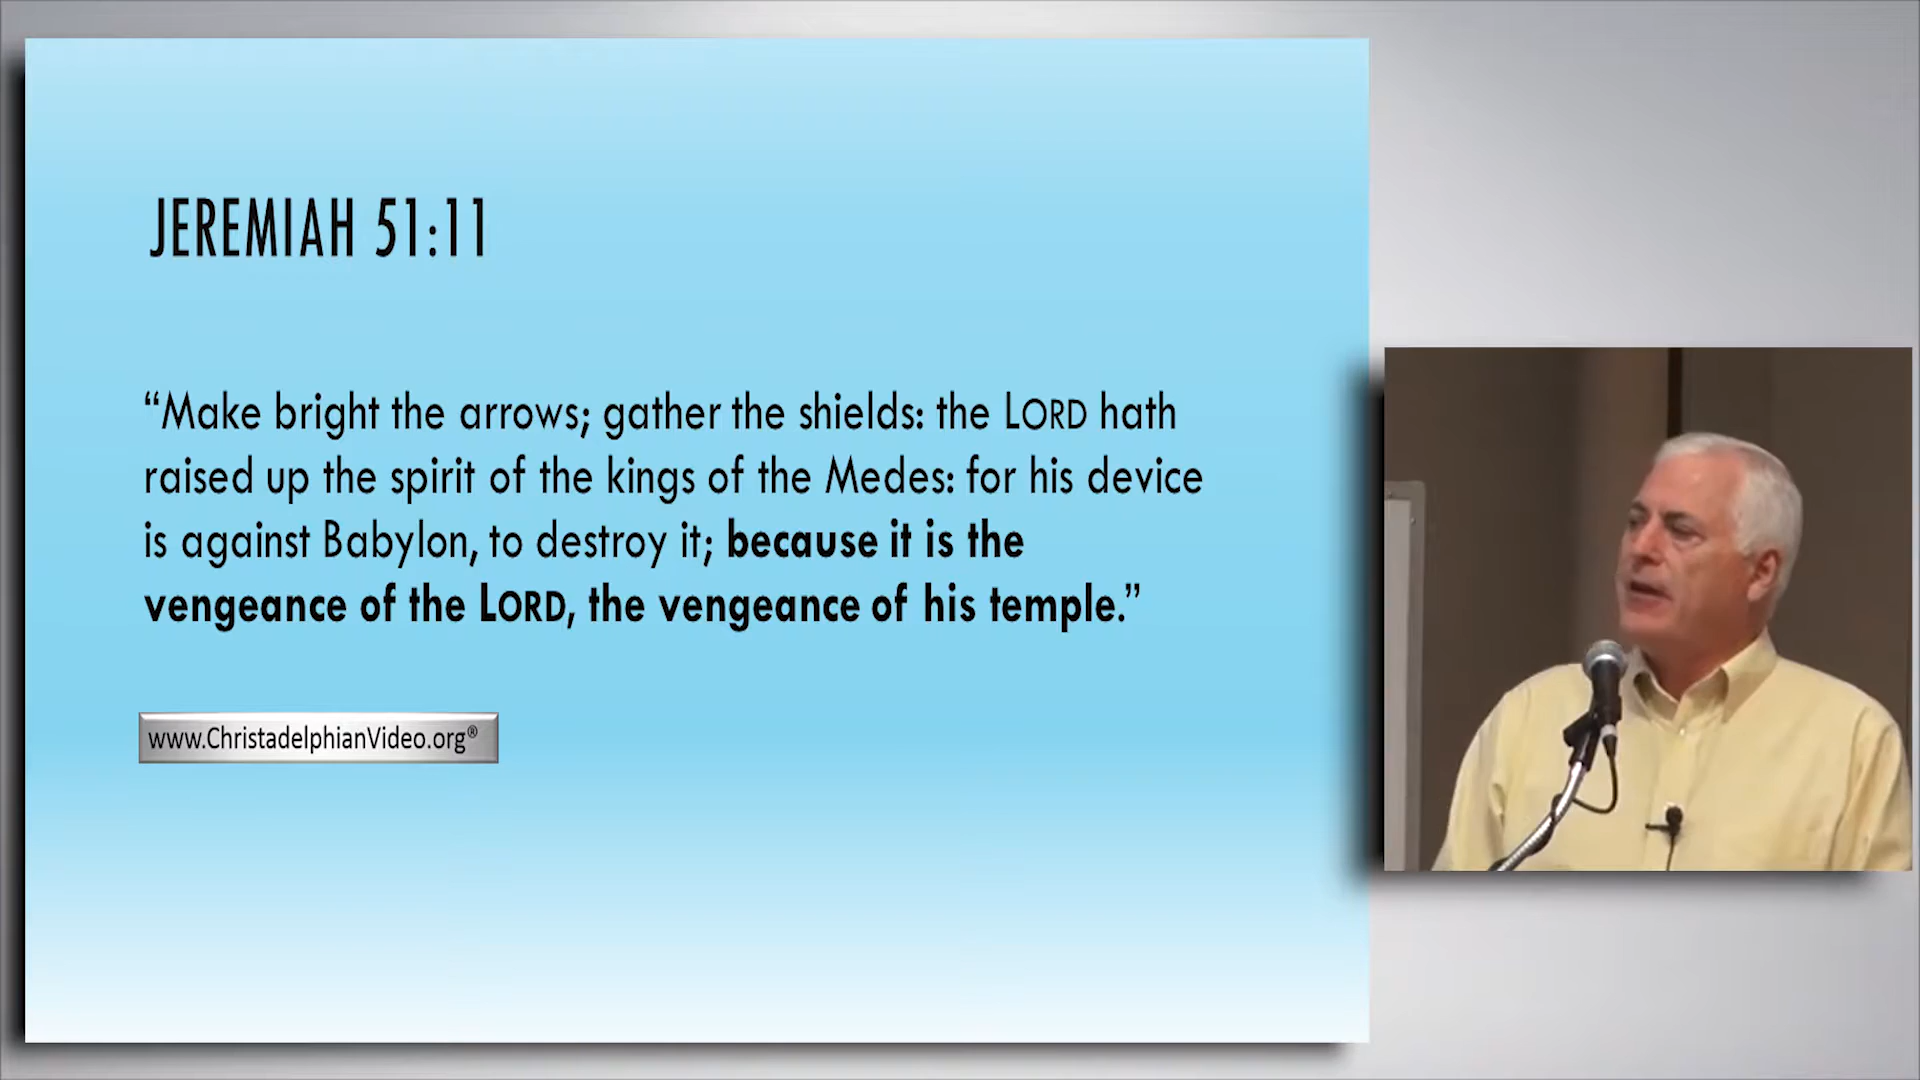 JEREMIAH 51:11
“Make bright the arrows; gather the shields: the LORD hath
raised up the spirit of the kings of the Medes: for his device
is against Babylon, to destroy it; because it is the
vengeance of the LORD, the vengeance of his temple.”
www.ChristadelphianVideo.org®